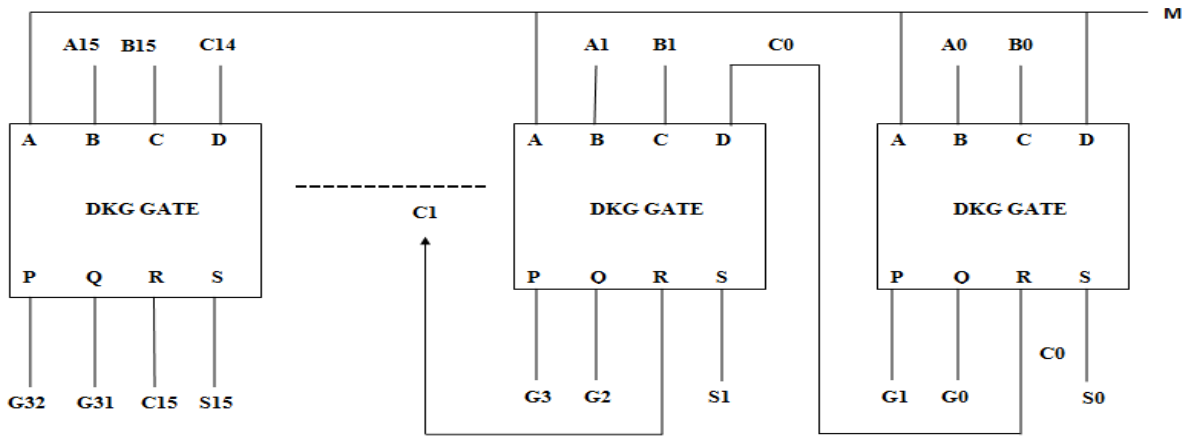 M
A15 B15 C14 A1 B1 C0 A0 B0
A B C D A B C D A B C D
DKG GATE DKG GATE DKG GATE
C1
P Q R S P Q R S P Q R S
C0
G32 G31 C15 S15 G3 G2 S1 G1 G0 S0